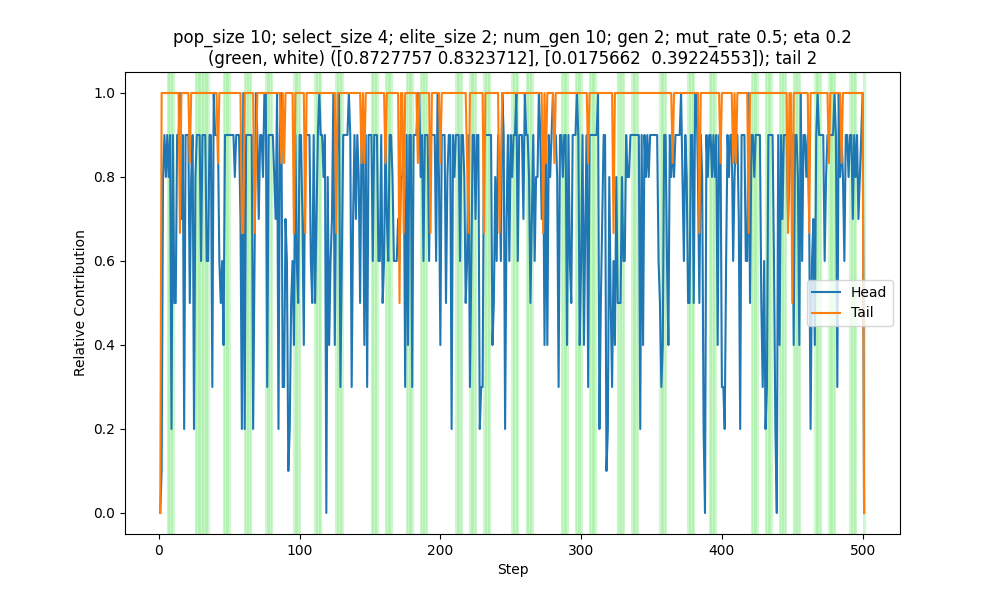 pop_size 10; select_size 4; elite_size 2; num_gen 10; gen 2; mut_rate 0.5; eta 0.2
(green, white) ([0.8727757 0.8323712], [0.0175662  0.39224553]); tail 2
1.0
0.8
0.6
0.4
0.2
0.0
Relative Contribution
Head
Tail
0
100
200
300
400
500
Step